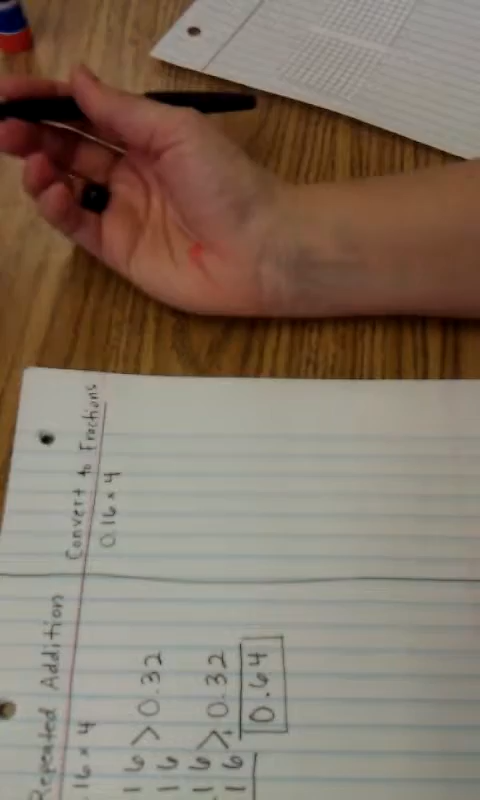 Repeated Addition
.16 × 4
16
16 > 0.32
16
+.16 > 0.32
0.64
Convert to Fractions
0.16 × 4